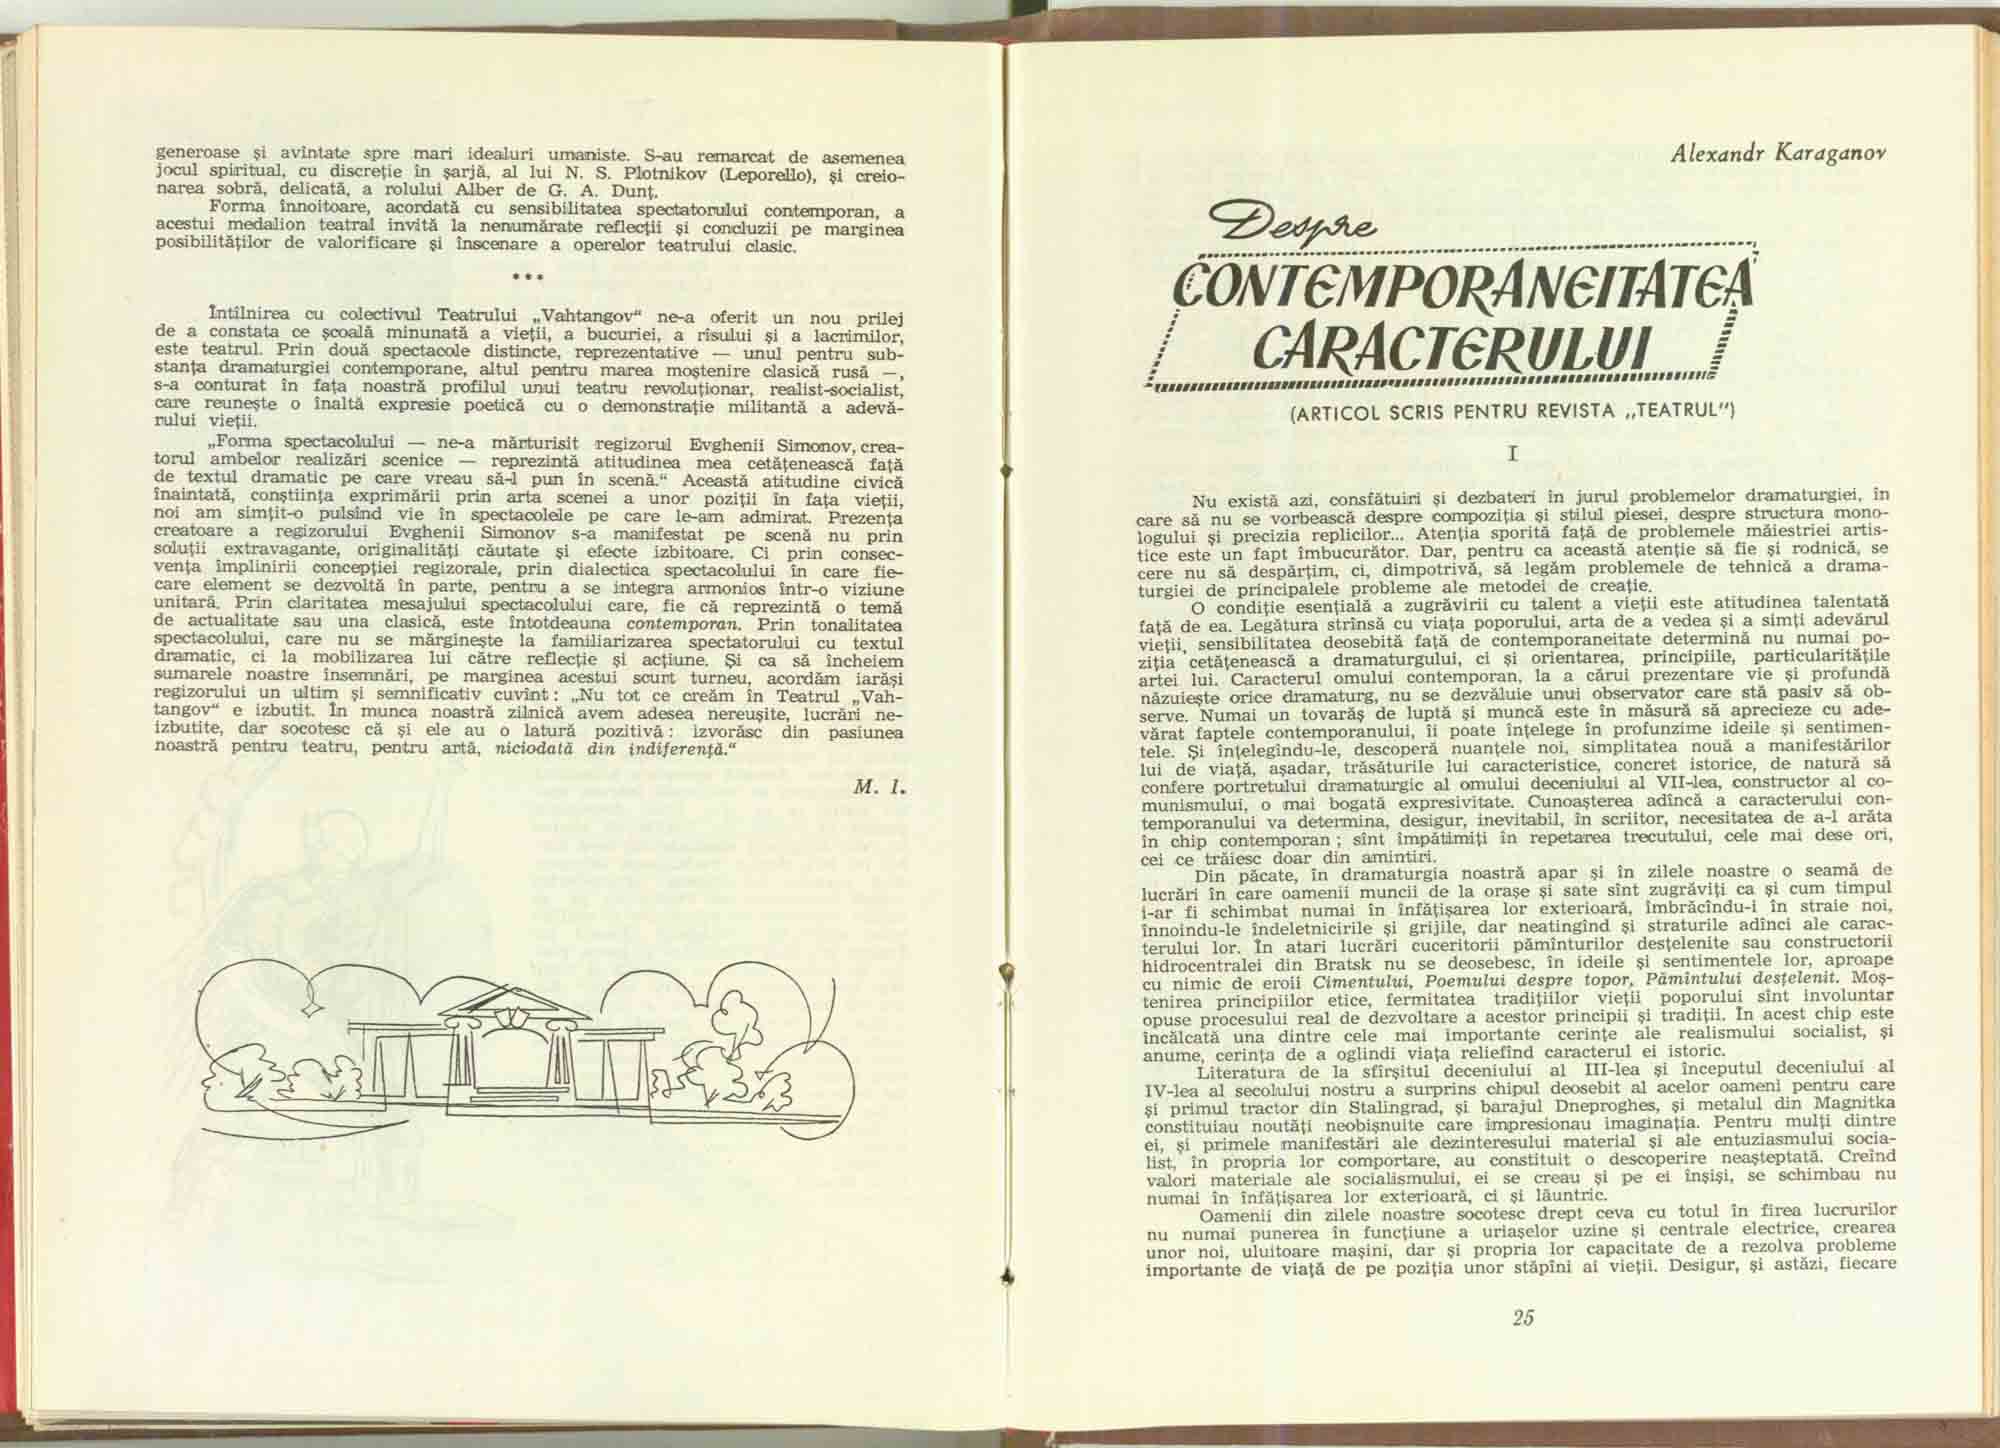 generoase și avîntate spre mari idealuri umaniste. S-au remarcat de asemenea
jocul spiritual, cu discreție în șarjă, al lui N. S. Plotnikov (Leporello), și creio-
narea sobră, delicată, a rolului Alber de G. A. Dunț.
Forma înnoitoare, acordată cu sensibilitatea spectatorului contemporan, a
acestui medalion teatral invită la nenumărate reflecții și concluzii pe marginea
posibilităților de valorificare și înscenare a operelor teatrului clasic.
***
Întîlnirea cu colectivul Teatrului „Vahtangov“ ne-a oferit un nou prilej
de a constata ce școală minunată a vieții, a bucuriei, a risului și a lacrimilor,
este teatrul. Prin două spectacole distincte, reprezentative — unul pentru sub-
stanța dramaturgiei contemporane, altul pentru marea moștenire clasică rusă —,
s-a conturat în fața noastră profilul unui teatru revoluționar, realist-socialist,
care reunește o înaltă expresie poetică cu o demonstrație militantă a adevă-
rului vieții.
„Forma spectacolului — ne-a mărturisit regizorul Evghenii Simonov, crea-
torul ambelor realizări scenice — reprezintă atitudinea mea cetățenească față
de textul dramatic pe care vreau să-l pun în scenă.“ Această atitudine civică
înaintată, conștiința exprimării prin arta scenei a unor poziții în fața vieții,
noi am simțit-o pulsînd vie în spectacolele pe care le-am admirat. Prezența
creatoare a regizorului Evghenii Simonov s-a manifestat pe scenă nu prin
soluții extravagante, originalități căutate și efecte izbitoare. Ci prin consec-
vența împlinirii concepției regizorale, prin dialectica spectacolului în care fie-
care element se dezvoltă în parte, pentru a se integra armonios într-o viziune
unitară. Prin claritatea mesajului spectacolului care, fie că reprezintă o temă
de actualitate sau una clasică, este întotdeauna contemporan. Prin tonalitatea
spectacolului, care nu se mărginește la familiarizarea spectatorului cu textul
dramatic, ci la mobilizarea lui către reflecție și acțiune. Și ca să încheiem
sumarele noastre însemnări, pe marginea acestui scurt turneu, acordăm iarăși
regizorului un ultim și semnificativ cuvînt : „Nu tot ce creăm în Teatrul „Vah-
tangov“ e izbutit. În munca noastră zilnică avem adesea nereușite, lucrări ne-
izbutite, dar socotesc că și ele au o latură pozitivă : izvorăsc din pasiunea
noastră pentru teatru, pentru artă, niciodată din indiferență.“
M. I.
Alexandr Karaganov
Despre
CONTEMPORANEITATEA
CARACTERULUI
(ARTICOL SCRIS PENTRU REVISTA „TEATRUL“)
I
Nu există azi, consfătuiri și dezbateri în jurul problemelor dramaturgiei, în
care să nu se vorbească despre compoziția și stilul piesei, despre structura mono-
logului și precizia replicilor... Atenția sporită față de problemele măiestriei artis-
tice este un fapt îmbucurător. Dar, pentru ca această atenție să fie și rodnică, se
cere nu să despărțim, ci, dimpotrivă, să legăm problemele de tehnică a drama-
turgiei de principalele probleme ale metodei de creație.
O condiție esențială a zugrăvirii cu talent a vieții este atitudinea talentată
față de ea. Legătura strînsă cu viața poporului, arta de a vedea și a simți adevărul
vieții, sensibilitatea deosebită față de contemporaneitate determină nu numai po-
ziția cetățenească a dramaturgului, ci și orientarea, principiile, particularitățile
artei lui. Caracterul omului contemporan, la a cărui prezentare vie și profundă
năzuiește orice dramaturg, nu se dezvăluie unui observator care stă pasiv să ob-
serve. Numai un tovarăș de luptă și muncă este în măsură să aprecieze cu ade-
vărat faptele contemporanului, îi poate înțelege în profunzime ideile și sentimen-
tele. Și înțelegîndu-le, descoperă nuanțele noi, simplitatea nouă a manifestărilor
lui de viață, așadar, trăsăturile lui caracteristice, concret istorice, de natură să
confere portretului dramaturgic al omului deceniului al VII-lea, constructor al co-
munismului, o mai bogată expresivitate. Cunoașterea adîncă a caracterului con-
temporanului va determina, desigur, inevitabil, în scriitor, necesitatea de a-l arăta
în chip contemporan ; sînt împătimiți în repetarea trecutului, cele mai dese ori,
cei ce trăiesc doar din amintiri.
Din păcate, în dramaturgia noastră apar și în zilele noastre o seamă de
lucrări în care oamenii muncii de la orașe și sate sînt zugrăviți ca și cum timpul
i-ar fi schimbat numai în înfățișarea lor exterioară, îmbrăcîndu-i în straie noi,
înnoindu-le îndeletnicirile și grijile, dar neatingînd și straturile adînci ale carac-
terului lor. În atari lucrări cuceritorii pămînturilor desțelenite sau constructorii
hidrocentralei din Bratsk nu se deosebesc, în ideile și sentimentele lor, aproape
cu nimic de eroii Cimentului, Poemului despre topor, Pămîntului desțelenit. Moș-
tenirea principiilor etice, fermitatea tradițiilor vieții poporului sînt involuntar
opuse procesului real de dezvoltare a acestor principii și tradiții. În acest chip este
încălcată una dintre cele mai importante cerințe ale realismului socialist, și
anume, cerința de a oglindi viața reliefînd caracterul ei istoric.
Literatura de la sfîrșitul deceniului al III-lea și începutul deceniului al
IV-lea al secolului nostru a surprins chipul deosebit al acelor oameni pentru care
și primul tractor din Stalingrad, și barajul Dneproghes, și metalul din Magnitka
constituiau noutăți neobișnuite care impresionau imaginația. Pentru mulți dintre
ei, și primele manifestări ale dezinteresului material și ale entuziasmului socia-
list, în propria lor comportare, au constituit o descoperire neașteptată. Creînd
valori materiale ale socialismului, ei se creau și pe ei înșiși, se schimbau nu
numai în înfățișarea lor exterioară, ci și lăuntric.
Oamenii din zilele noastre socotesc drept ceva cu totul în firea lucrurilor
nu numai punerea în funcțiune a uriașelor uzine și centrale electrice, crearea
unor noi, uluitoare mașini, dar și propria lor capacitate de a rezolva probleme
importante de viață de pe poziția unor stăpîni ai vieții. Desigur, și astăzi, fiecare
25